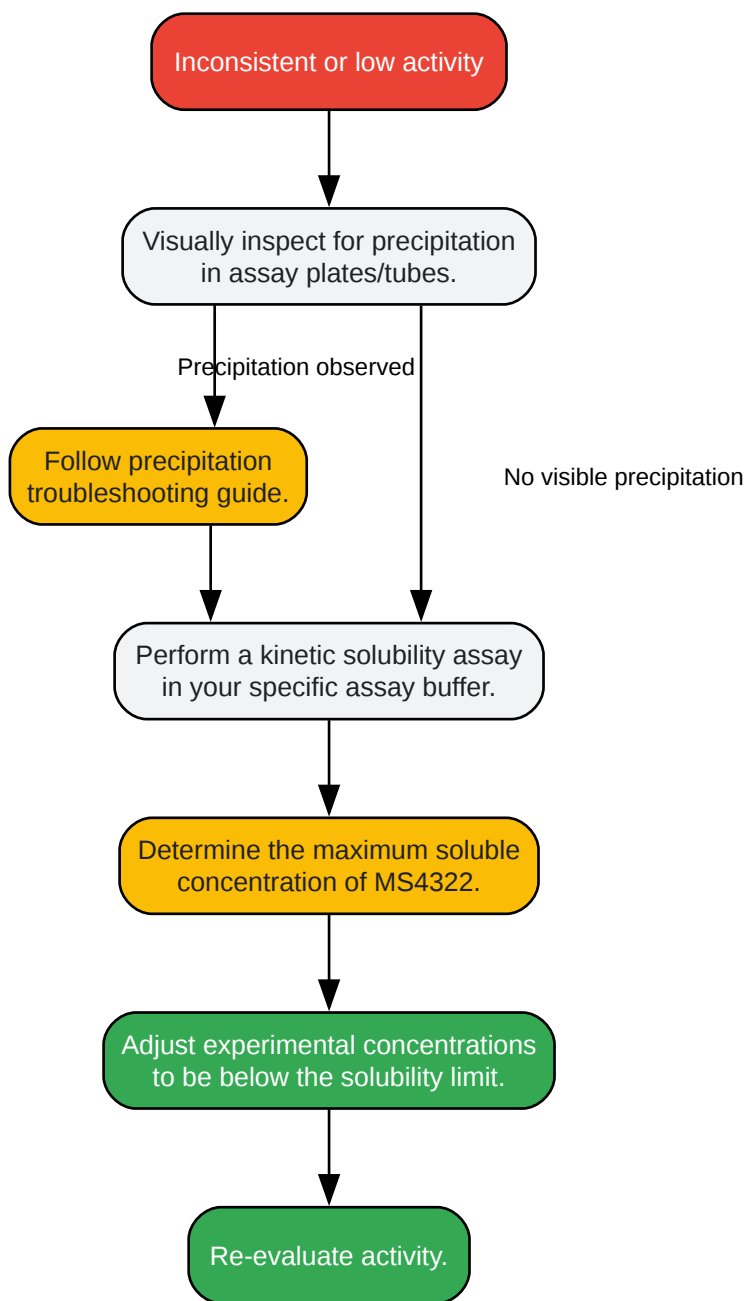 Inconsistent or low activity
Visually inspect for precipitation
in assay plates/tubes.
Precipitation observed
Follow precipitation
troubleshooting guide.
No visible precipitation
Perform a kinetic solubility assay
in your specific assay buffer.
Determine the maximum soluble
concentration of MS4322.
Adjust experimental concentrations
to be below the solubility limit.
Re-evaluate activity.